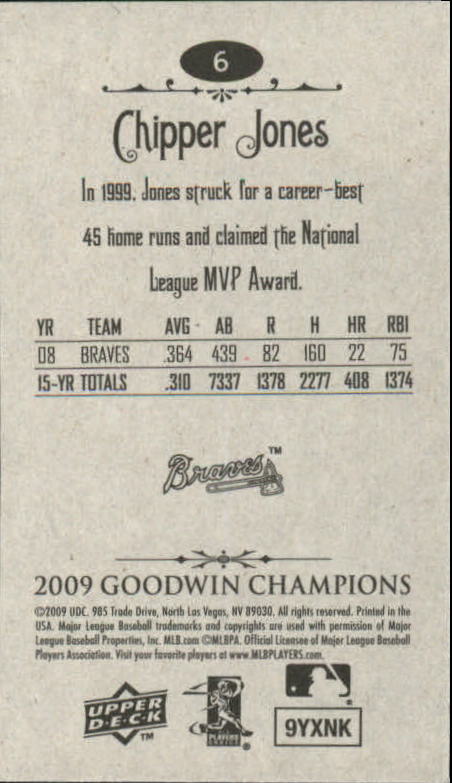 6
Chipper Jones
In 1999, Jones struck for a career-best
45 home runs and claimed the National
League MVP Award.
YR TEAM AVG AB R H HR RBI
08 BRAVES .364 439 82 160 22 75
15-YR TOTALS .310 7337 1378 2277 408 1374
Braves™
2009 GOODWIN CHAMPIONS
©2009 UDC. 985 Trade Drive, North Las Vegas, NV 89030. All rights reserved. Printed in the
USA. Major League Baseball trademarks and copyrights are used with permission of Major
League Baseball Properties, Inc. MLB.com ©MLBPA. Official Licensee of Major League Baseball
Players Association. Visit your favorite players at www.MLBPLAYERS.com.
UPPER
D·E·C·K
™
PLAYERS
CHOICE
®
®
9YXNK